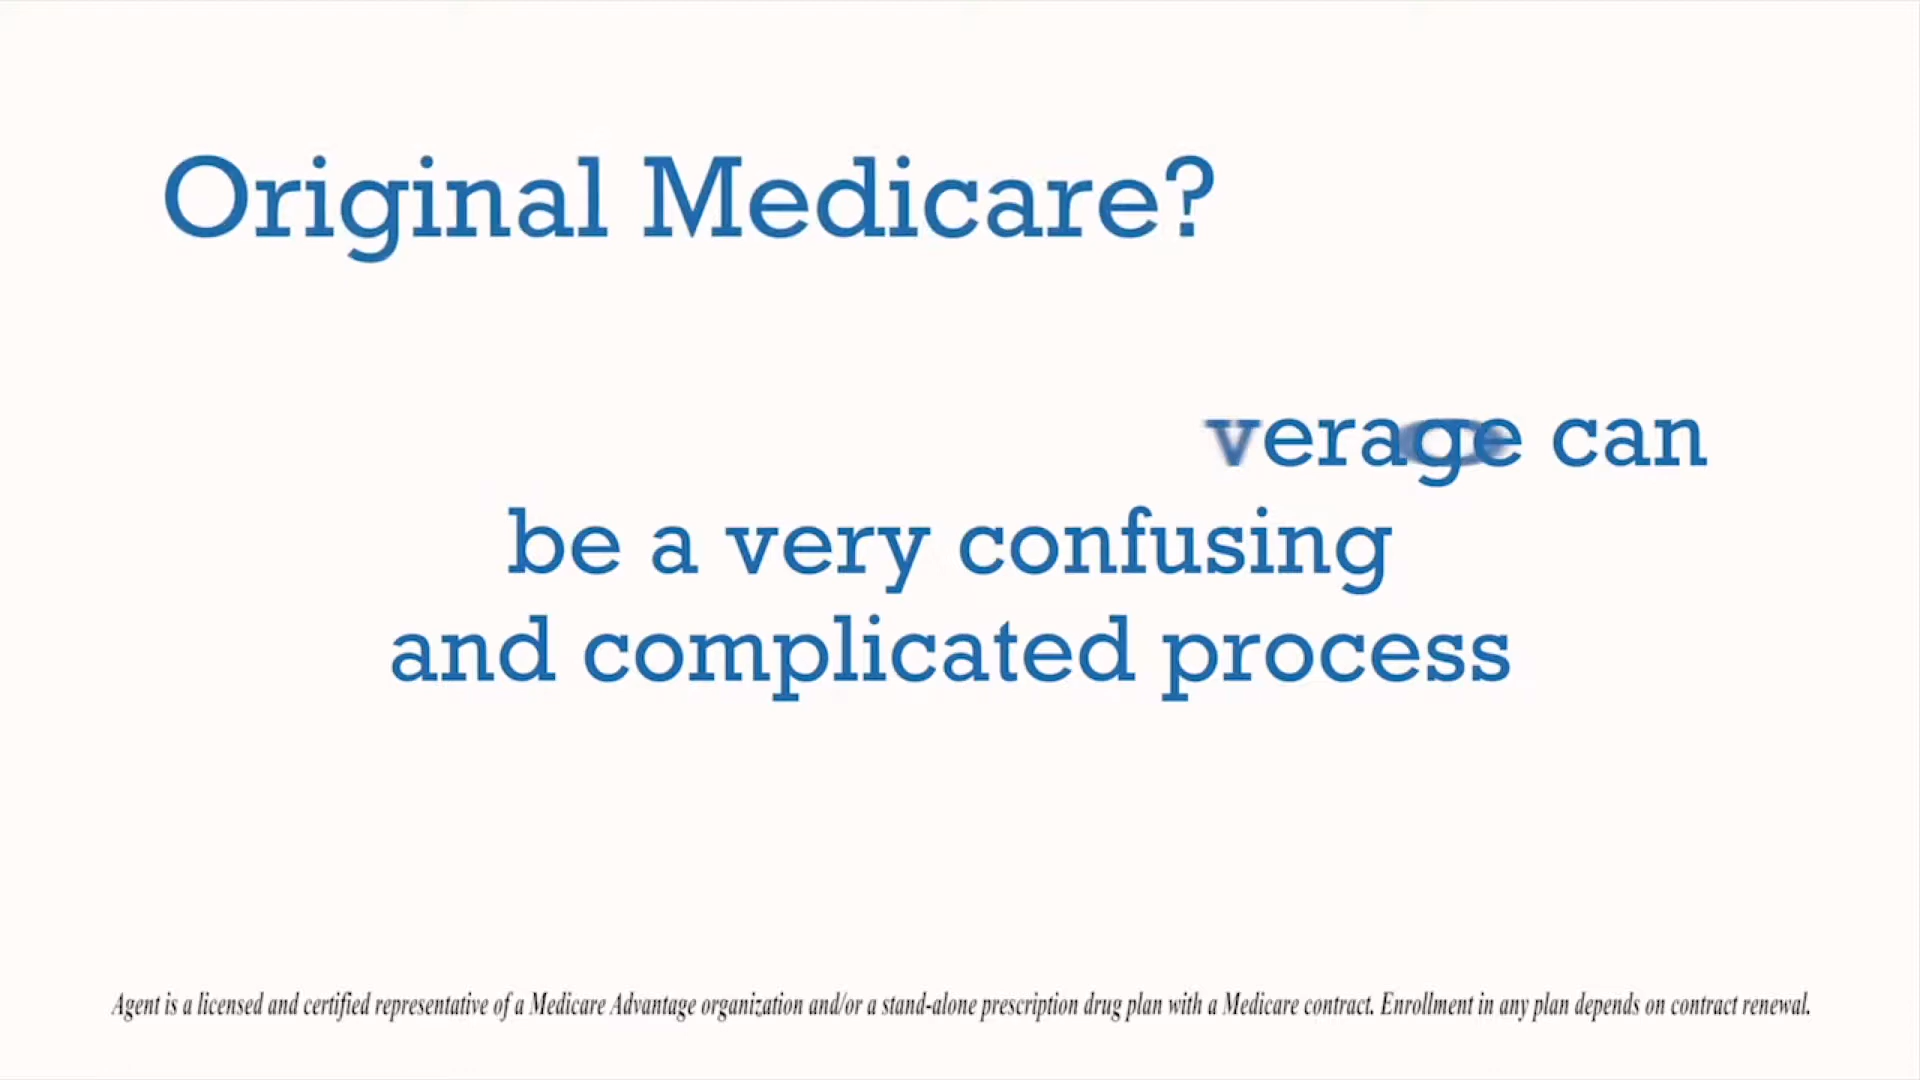 Original Medicare?
verage can
be a very confusing
and complicated process
Agent is a licensed and certified representative of a Medicare Advantage organization and/or a stand-alone prescription drug plan with a Medicare contract. Enrollment in any plan depends on contract renewal.